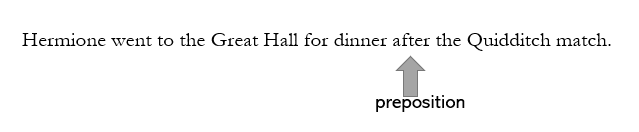 Hermione went to the Great Hall for dinner after the Quidditch match.
preposition